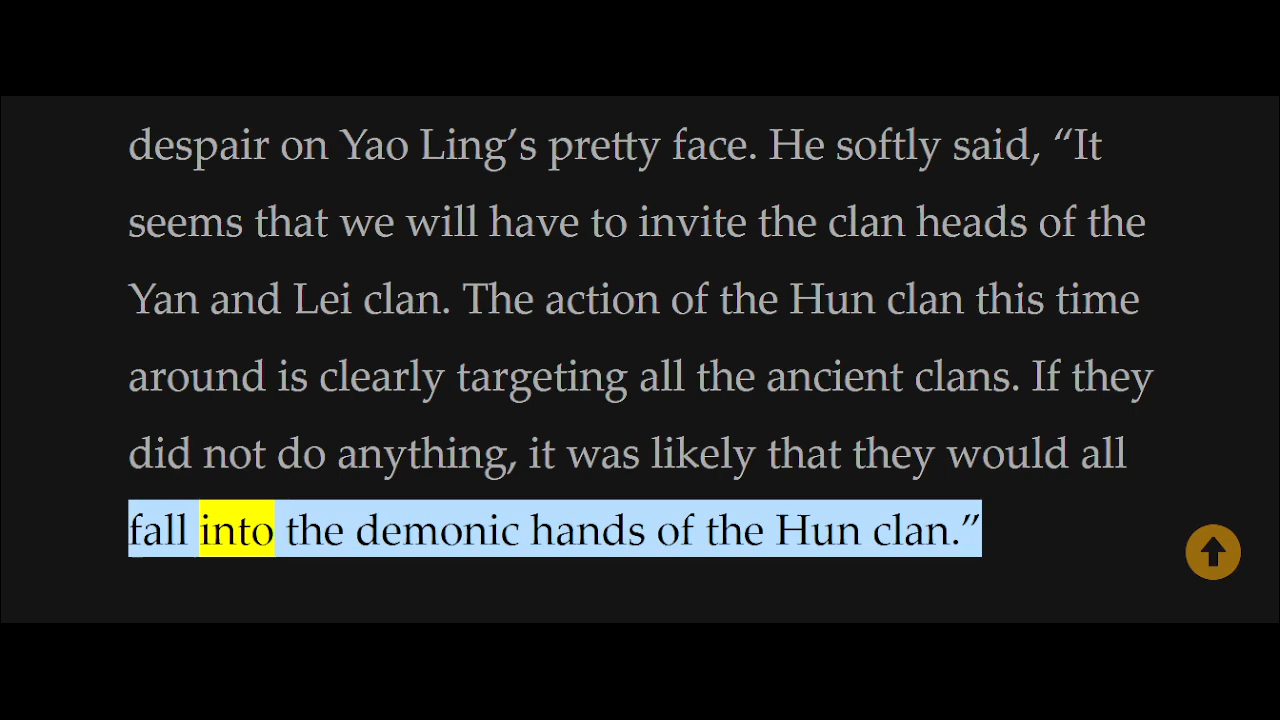 despair on Yao Ling’s pretty face. He softly said, “It
seems that we will have to invite the clan heads of the
Yan and Lei clan. The action of the Hun clan this time
around is clearly targeting all the ancient clans. If they
did not do anything, it was likely that they would all
fall into the demonic hands of the Hun clan.”